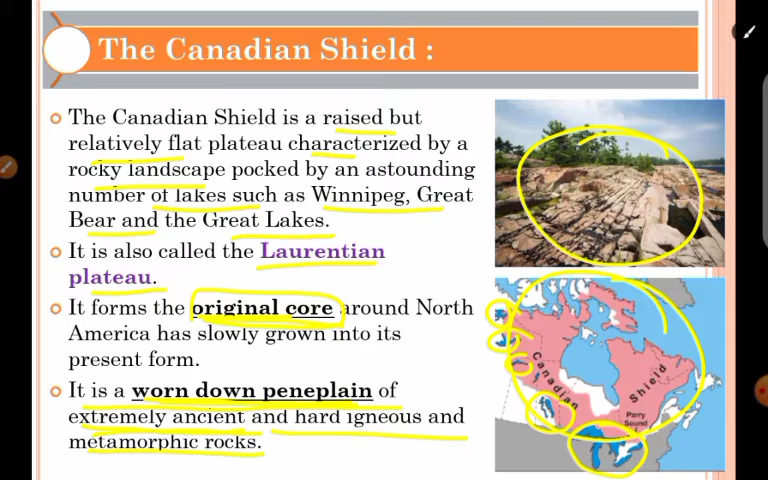 The Canadian Shield :
The Canadian Shield is a raised but
relatively flat plateau characterized by a
rocky landscape pocked by an astounding
number of lakes such as Winnipeg, Great
Bear and the Great Lakes.
It is also called the Laurentian
plateau.
It forms the original core around North
America has slowly grown into its
present form.
It is a worn down peneplain of
extremely ancient and hard igneous and
metamorphic rocks.
Canadian
Shield
Parry
Sound